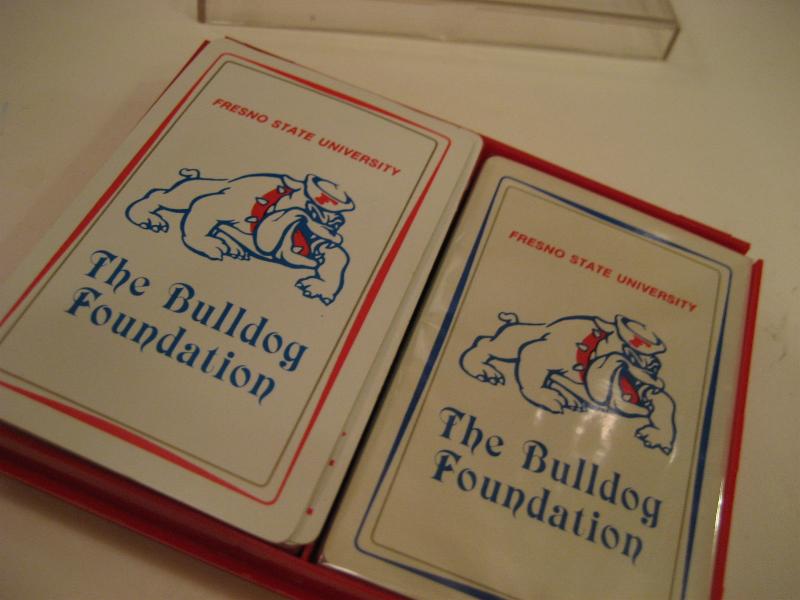 FRESNO STATE UNIVERSITY
F
The Bulldog
Foundation
FRESNO STATE UNIVERSITY
F
The Bulldog
Foundation